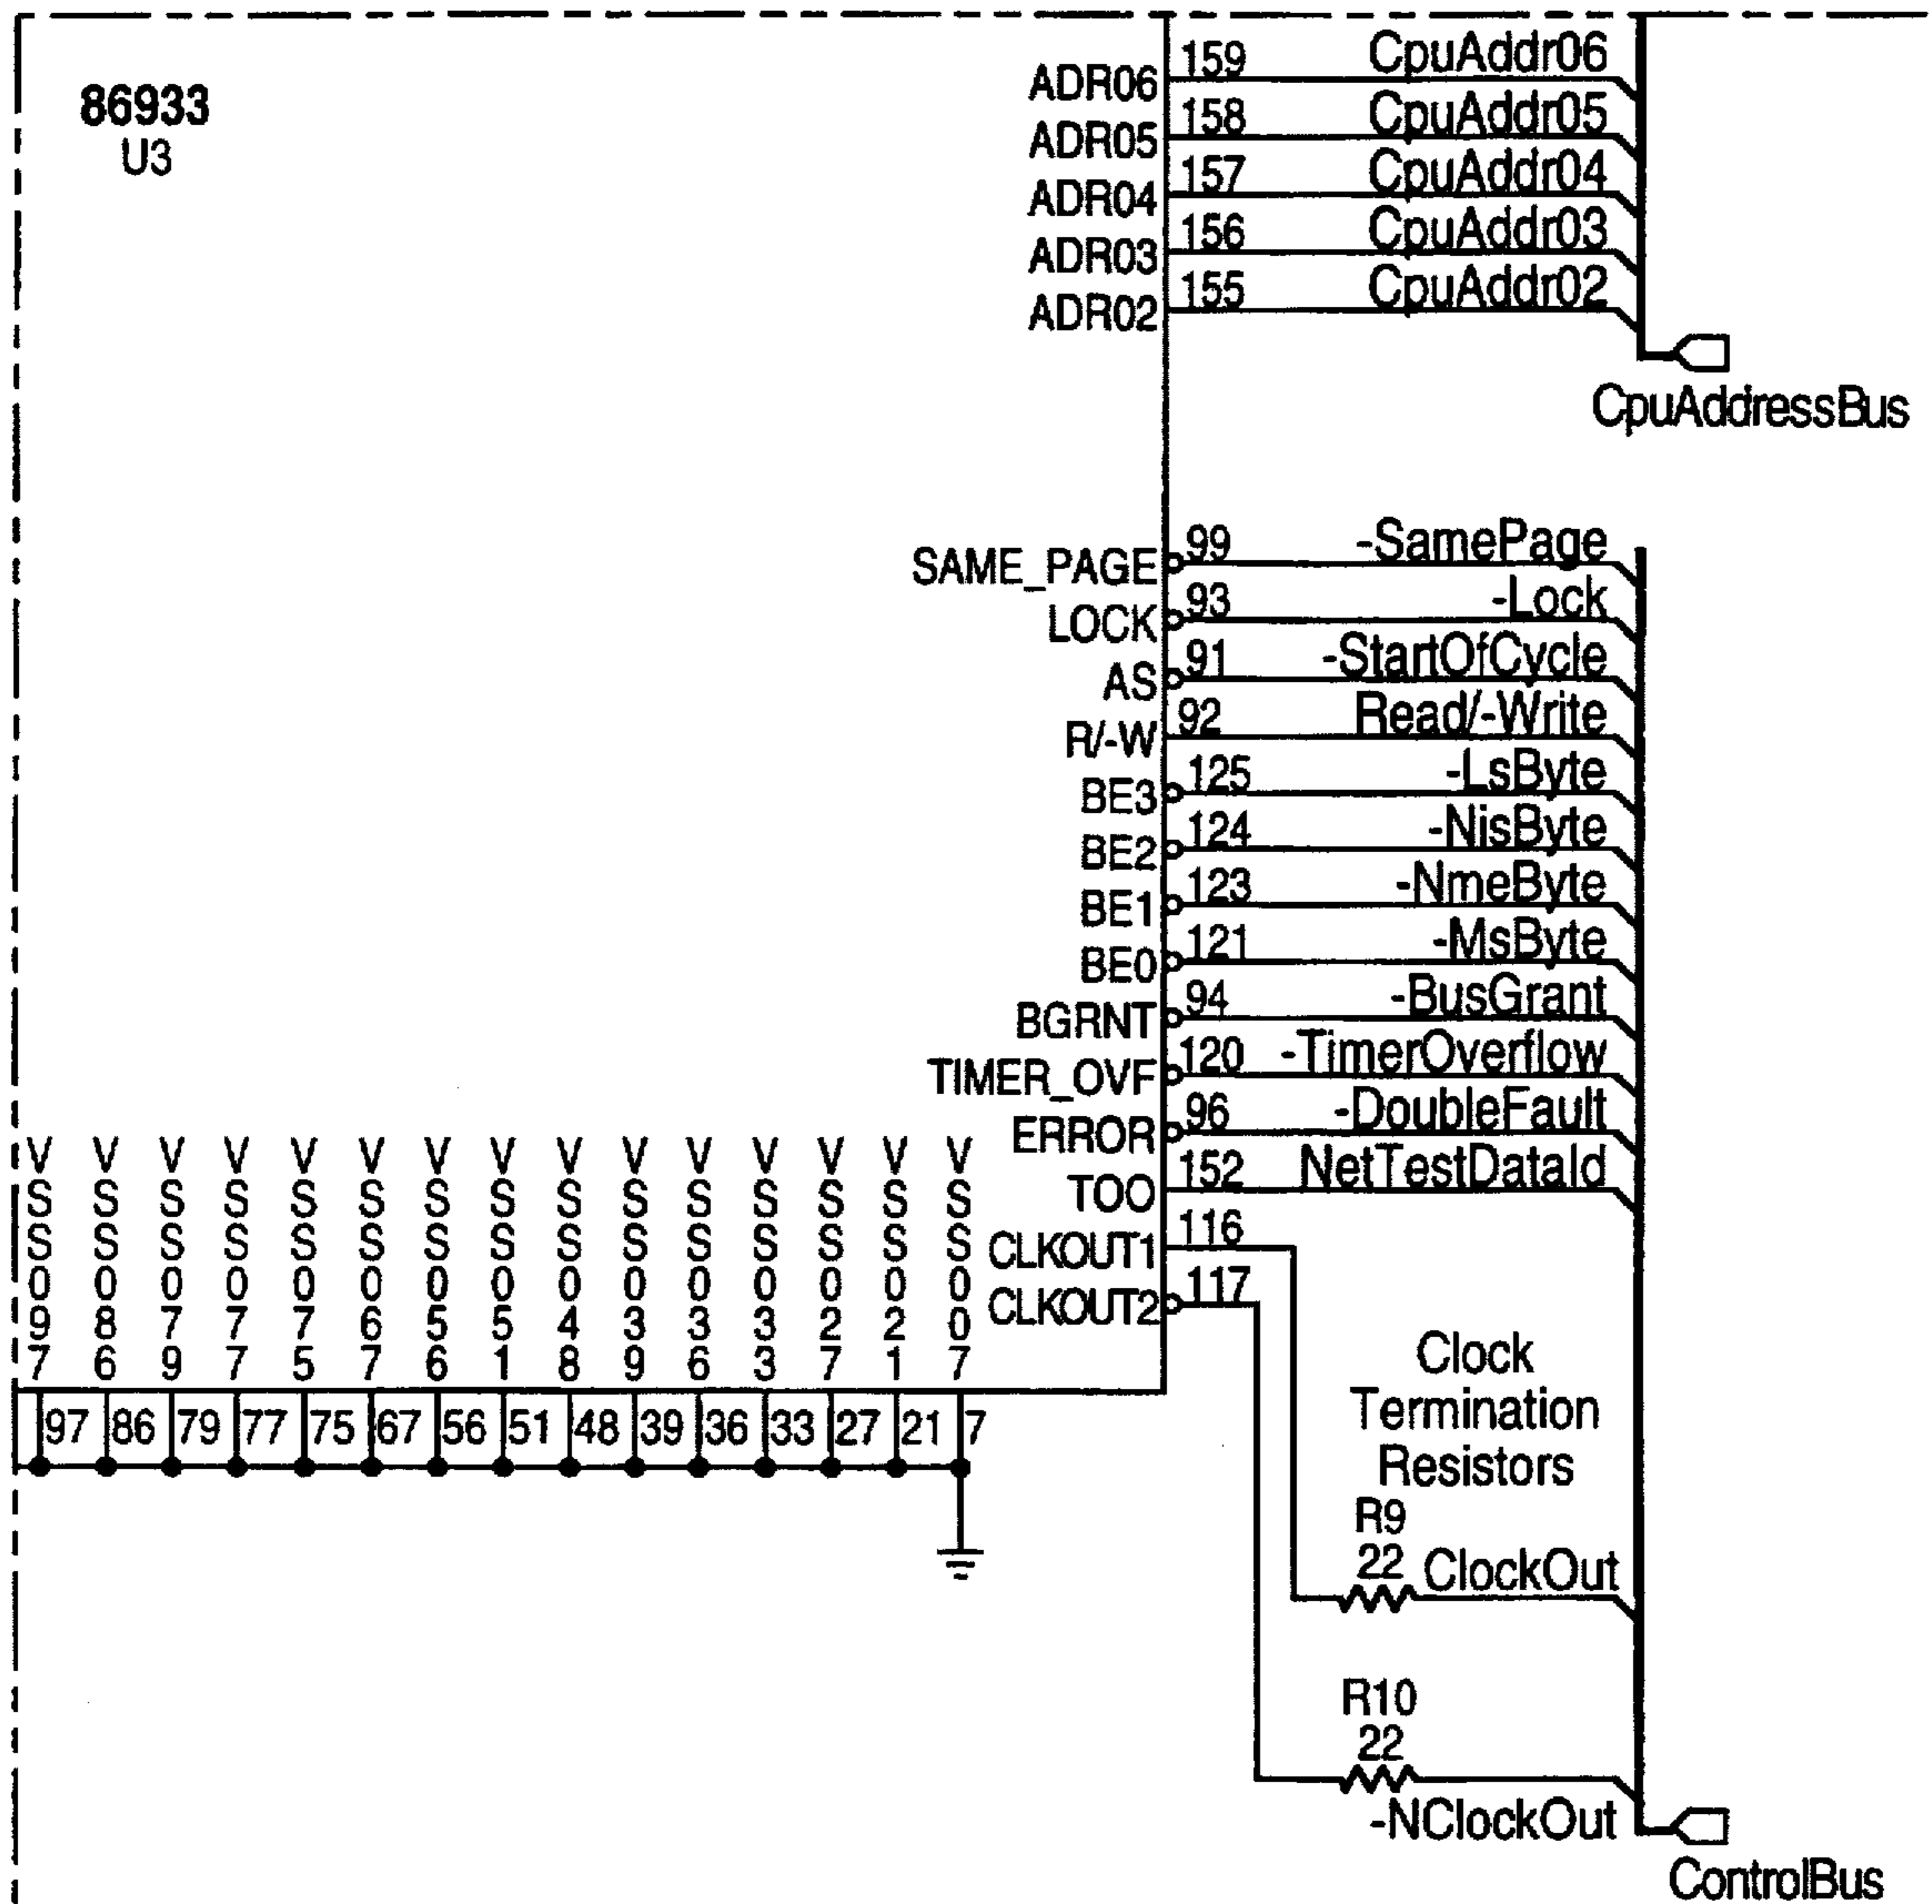 86933
U3
ADR06 159 CpuAddr06
ADR05 158 CpuAddr05
ADR04 157 CpuAddr04
ADR03 156 CpuAddr03
ADR02 155 CpuAddr02
CpuAddressBus
SAME_PAGE 99 -SamePage
LOCK 93 -Lock
AS 91 -StartOfCycle
R/-W 92 Read/-Write
BE3 125 -LsByte
BE2 124 -NisByte
BE1 123 -NmeByte
BE0 121 -MsByte
BGRNT 94 -BusGrant
TIMER_OVF 120 -TimerOverflow
ERROR 96 -DoubleFault
TOO 152 NetTestDataId
CLKOUT1 116
CLKOUT2 117
VSS097 VSS086 VSS079 VSS077 VSS075 VSS067 VSS056 VSS051 VSS048 VSS039 VSS036 VSS033 VSS027 VSS021 VSS007
97 86 79 77 75 67 56 51 48 39 36 33 27 21 7
Clock
Termination
Resistors
R9
22 ClockOut
R10
22
-NClockOut
ControlBus